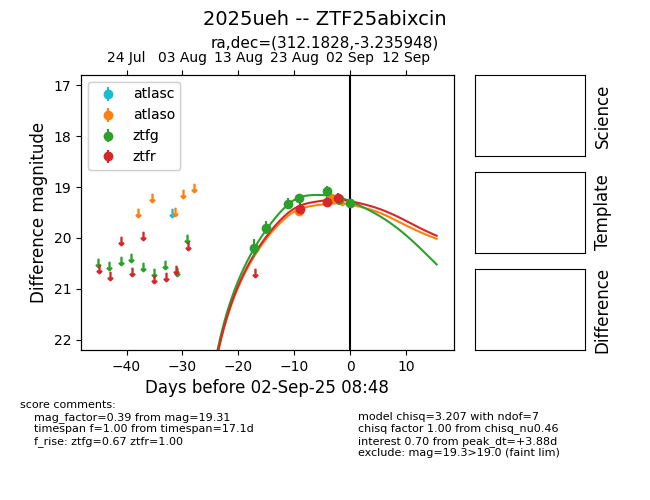 2025ueh -- ZTF25abixcin
ra,dec=(312.1828,-3.235948)
24 Jul 03 Aug 13 Aug 23 Aug 02 Sep 12 Sep
17
18
19
20
21
22
Difference magnitude
atlasc
atlaso
ztfg
ztfr
−40 −30 −20 −10 0 10
Days before 02-Sep-25 08:48
Science
Template
Difference
score comments:
mag_factor=0.39 from mag=19.31
timespan f=1.00 from timespan=17.1d
f_rise: ztfg=0.67 ztfr=1.00
model chisq=3.207 with ndof=7
chisq factor 1.00 from chisq_nu0.46
interest 0.70 from peak_dt=+3.88d
exclude: mag=19.3>19.0 (faint lim)